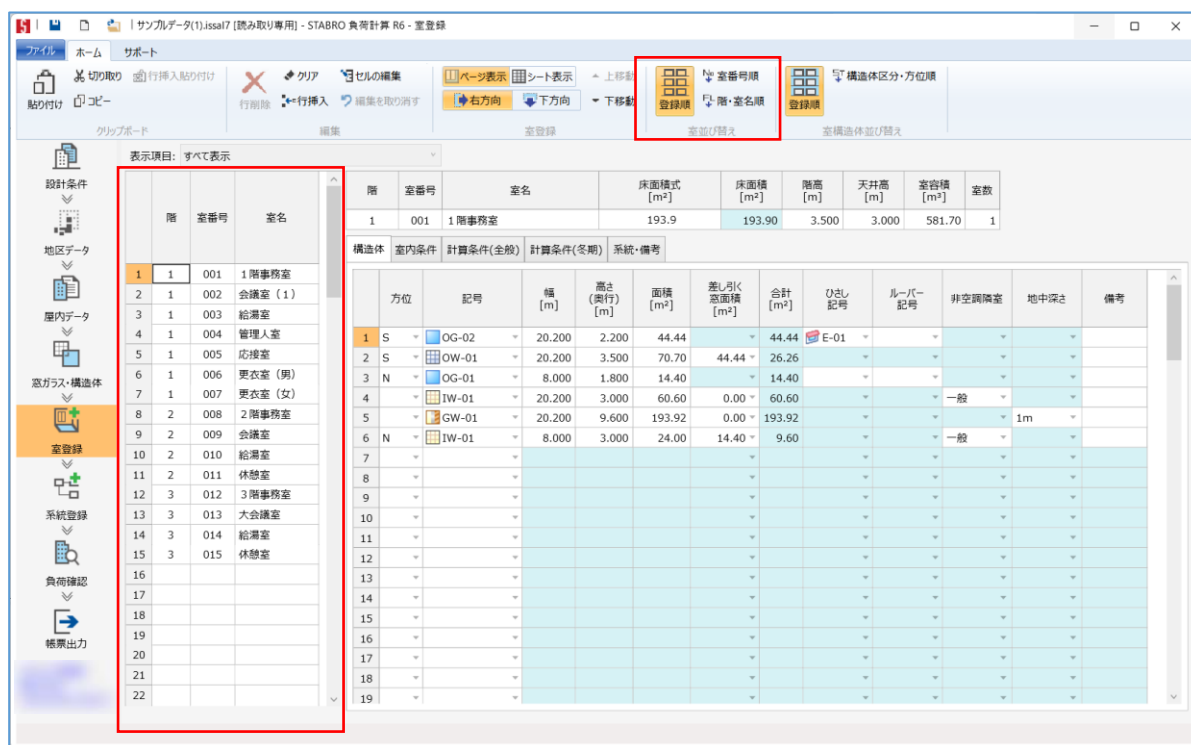 サンプルデータ(1).issal7 [読み取り専用] - STABRO 負荷計算 R6 - 室登録
ファイル ホーム サポート
貼り付け 切り取り コピー 行挿入貼り付け
行削除 クリア 行挿入 セルの編集 編集を取り消す
ページ表示 シート表示 上移動
右方向 下方向 下移動
登録順 室番号順 階・室名順
登録順 構造体区分・方位順
クリップボード 編集 室登録 室並び替え 室構造体並び替え
設計条件
地区データ
屋内データ
窓ガラス・構造体
室登録
系統登録
負荷確認
帳票出力
表示項目: すべて表示
階 室番号 室名
1 1 001 1階事務室
2 1 002 会議室（1）
3 1 003 給湯室
4 1 004 管理人室
5 1 005 応接室
6 1 006 更衣室（男）
7 1 007 更衣室（女）
8 2 008 2階事務室
9 2 009 会議室
10 2 010 給湯室
11 2 011 休憩室
12 3 012 3階事務室
13 3 013 大会議室
14 3 014 給湯室
15 3 015 休憩室
16
17
18
19
20
21
22
階 室番号 室名 床面積式 [m²] 床面積 [m²] 階高 [m] 天井高 [m] 室容積 [m³] 室数
1 001 1階事務室 193.9 193.90 3.500 3.000 581.70 1
構造体 室内条件 計算条件(全般) 計算条件(冬期) 系統・備考
方位 記号 幅 [m] 高さ (奥行) [m] 面積 [m²] 差し引く 窓面積 [m²] 合計 [m²] ひさし 記号 ルーバー 記号 非空調隣室 地中深さ 備考
1 S OG-02 20.200 2.200 44.44 44.44 E-01
2 S OW-01 20.200 3.500 70.70 44.44 26.26
3 N OG-01 8.000 1.800 14.40 14.40
4 IW-01 20.200 3.000 60.60 0.00 60.60 一般
5 GW-01 20.200 9.600 193.92 0.00 193.92 1m
6 N IW-01 8.000 3.000 24.00 14.40 9.60 一般
7
8
9
10
11
12
13
14
15
16
17
18
19